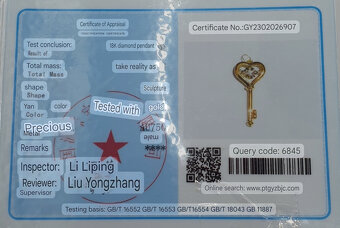 Certificate of Appraisal
Certificate No.:GY2302026907
Test conclusion: 18K diamond pendant
Result of
Total mass: take reality as
Total Mass
shape Sculpture
Shape
Yan color
Color
Tested with gold
Precious
Metal
Remarks ****
Inspector: Li Liping
Reviewer: Liu Yongzhang
Supervisor
Query code: 6845
Online search: www.ptgyzbjc.com
Testing basis: GB/T 16552 GB/T 16553 GB/T16554 GB/T 18043 GB 11887